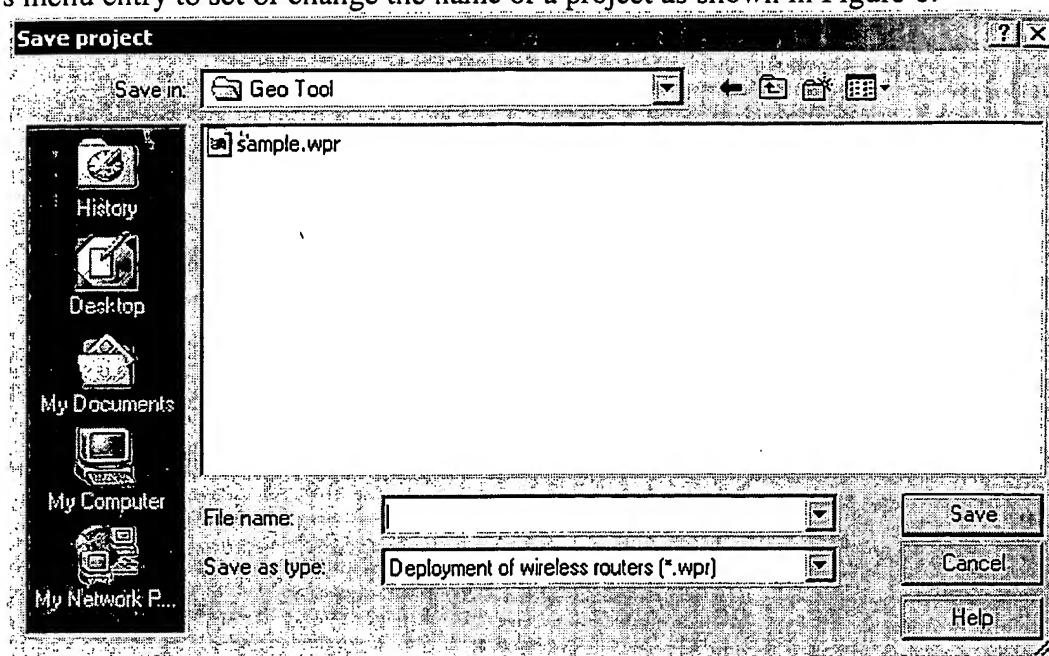 s menu entry to set or change the name of a project as shown in Figure
Save project
Save in:
Geo Tool
sample.wpr
History
Desktop
My Documents
My Computer
My Network P...
File name:
Save
Save as type:
Deployment of wireless routers (*.wpr)
Cancel
Help